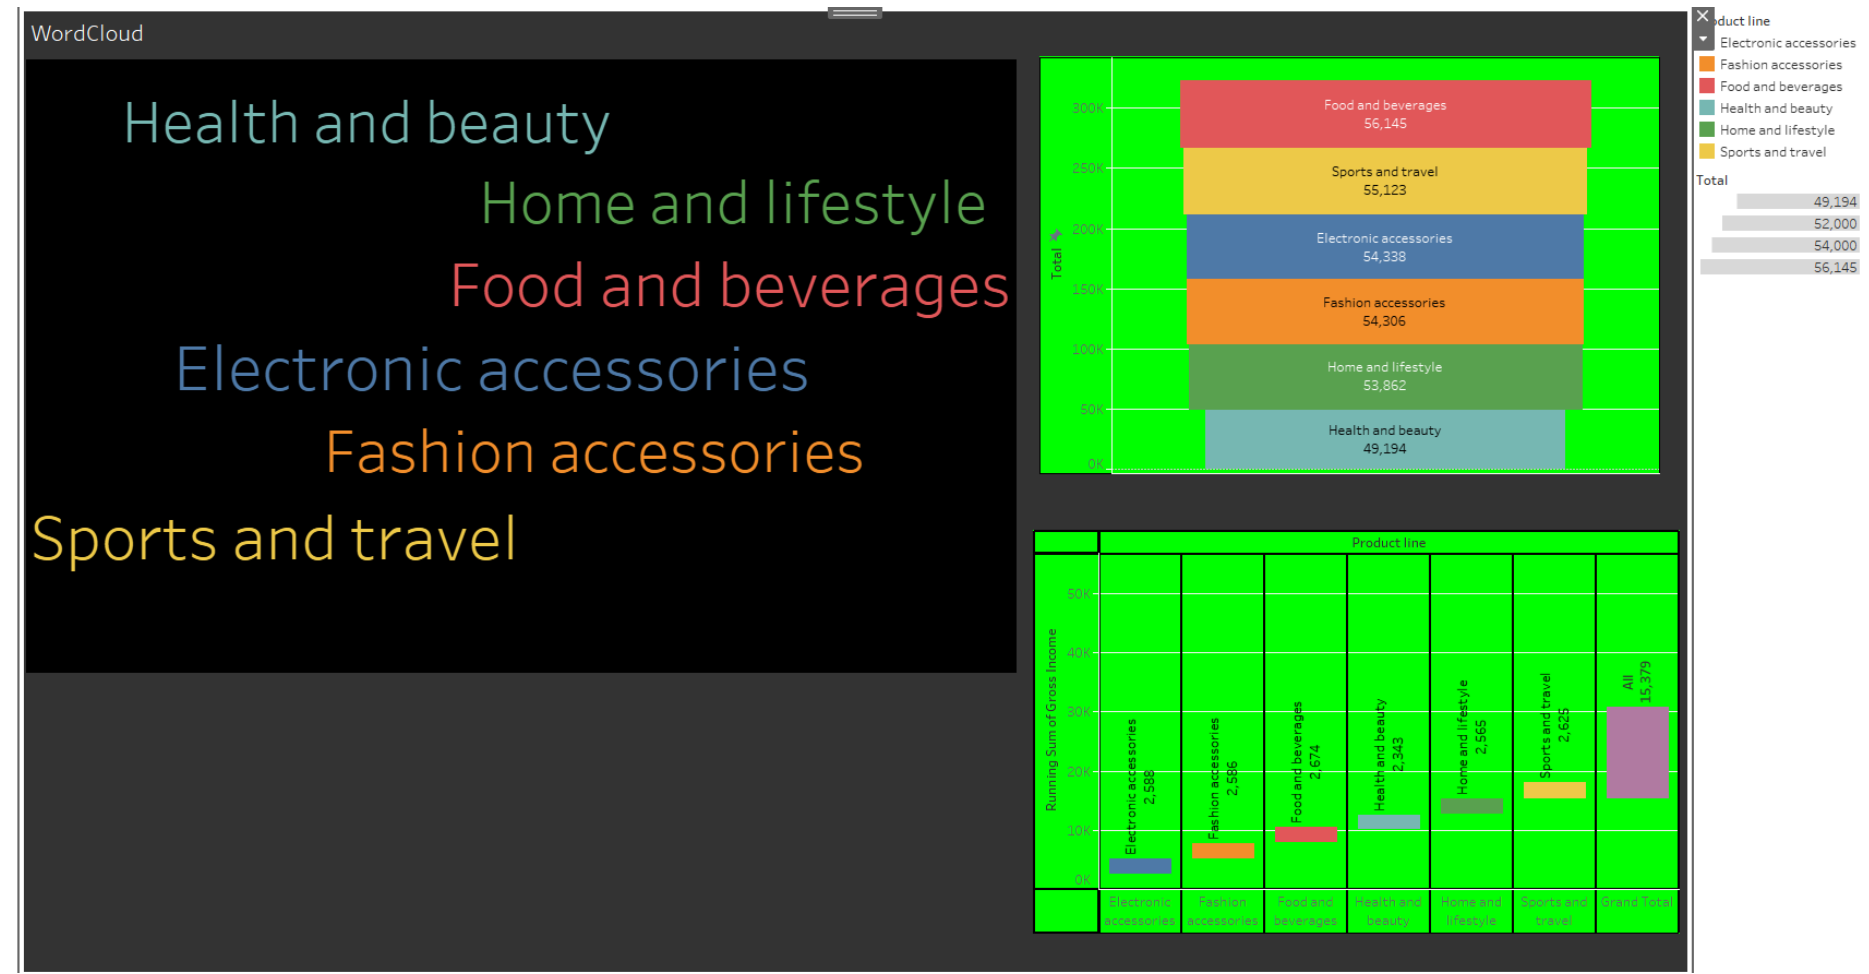 WordCloud
Health and beauty
Home and lifestyle
Food and beverages
Electronic accessories
Fashion accessories
Sports and travel
Total
300K
250K
200K
150K
100K
50K
0K
Food and beverages
56,145
Sports and travel
55,123
Electronic accessories
54,338
Fashion accessories
54,306
Home and lifestyle
53,862
Health and beauty
49,194
Product line
Running Sum of Gross Income
50K
40K
30K
20K
10K
0K
Electronic accessories
2,588
Fashion accessories
2,586
Food and beverages
2,674
Health and beauty
2,343
Home and lifestyle
2,565
Sports and travel
2,625
All
15,379
Electronic
accessories
Fashion
accessories
Food and
beverages
Health and
beauty
Home and
lifestyle
Sports and
travel
Grand Total
duct line
Electronic accessories
Fashion accessories
Food and beverages
Health and beauty
Home and lifestyle
Sports and travel
Total
49,194
52,000
54,000
56,145